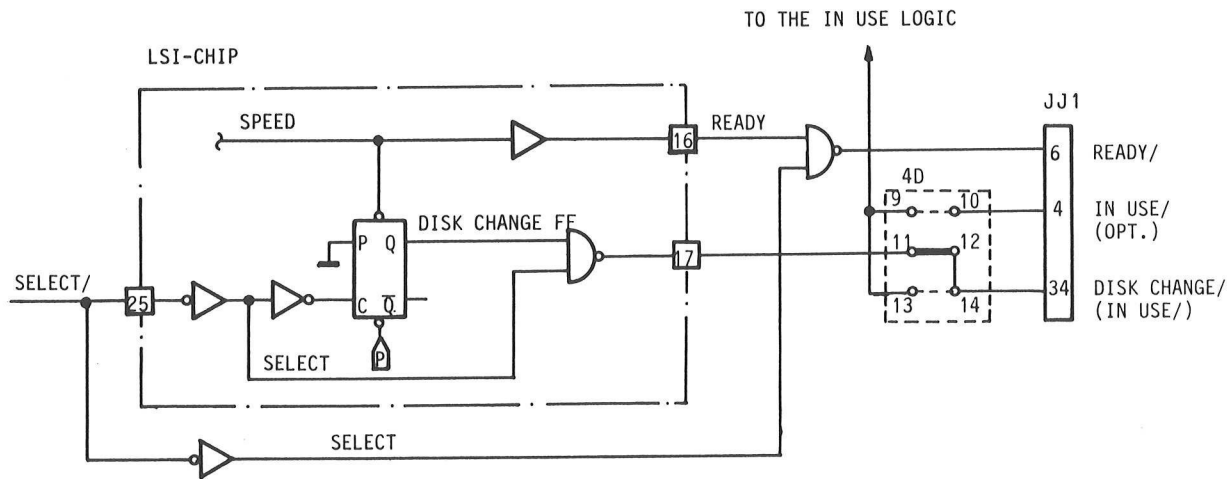 TO THE IN USE LOGIC
LSI-CHIP
JJ1
SPEED
16
READY
6
READY/
4D
9
10
4
IN USE/
(OPT.)
P
Q
DISK CHANGE FF
11
12
17
SELECT/
25
C
Q̅
13
14
34
DISK CHANGE/
(IN USE/)
P
SELECT
SELECT